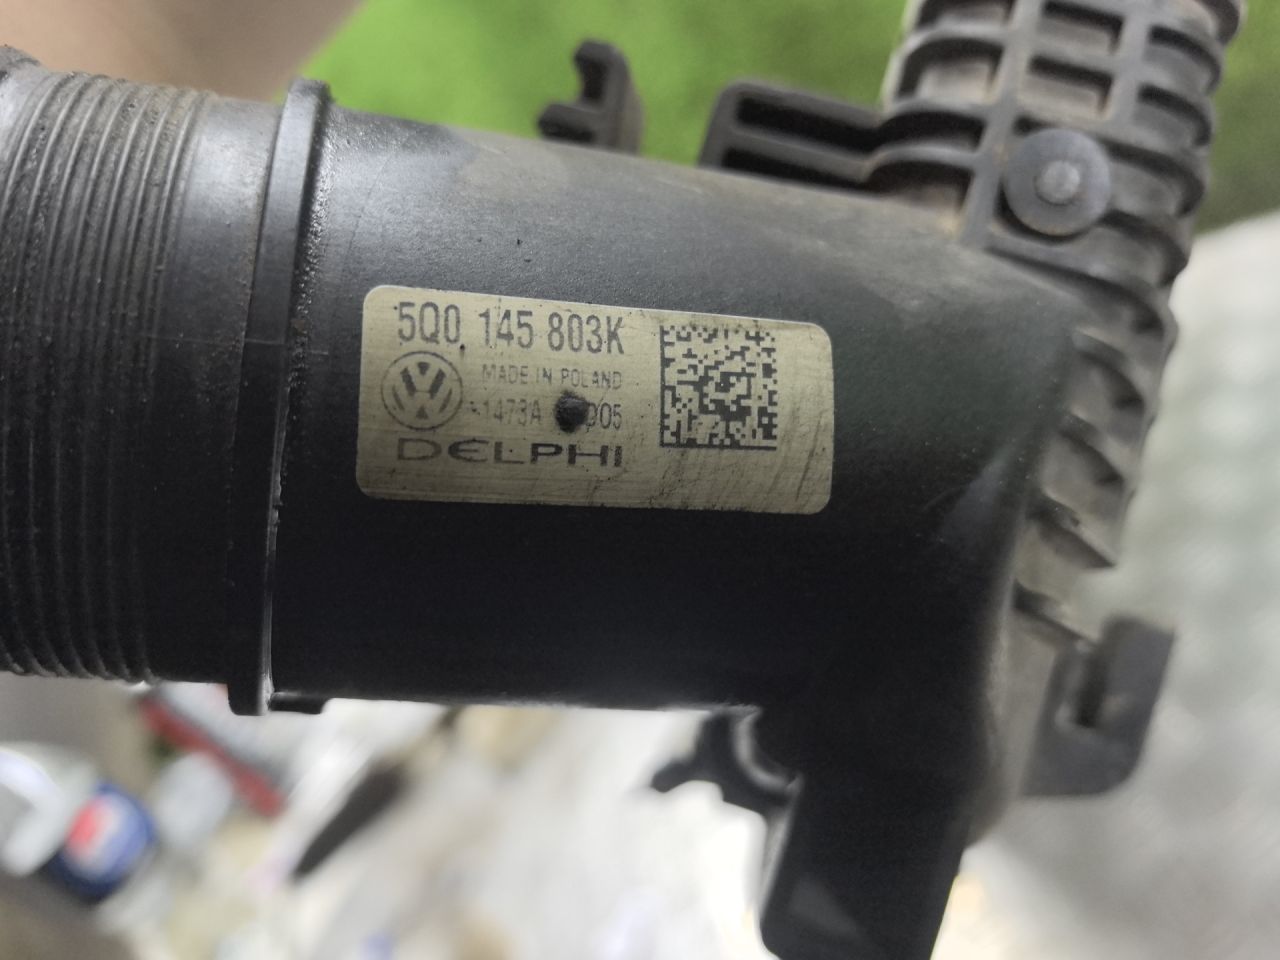 5Q0 145 803K
MADE IN POLAND
DELPHI